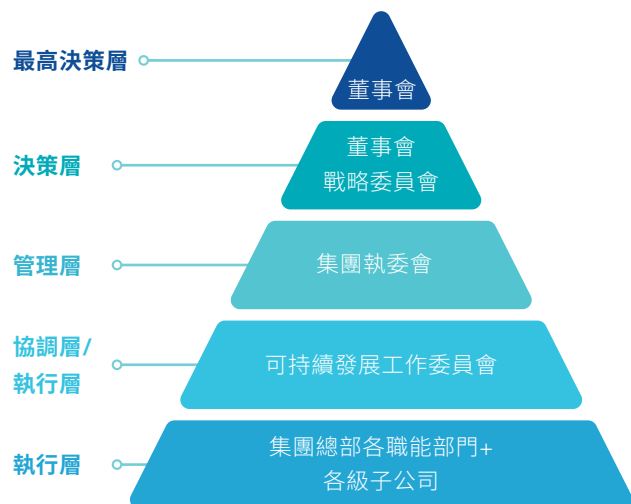 最高決策層
董事會
決策層
董事會
戰略委員會
管理層
集團執委會
協調層/
執行層
可持續發展工作委員會
執行層
集團總部各職能部門+
各級子公司